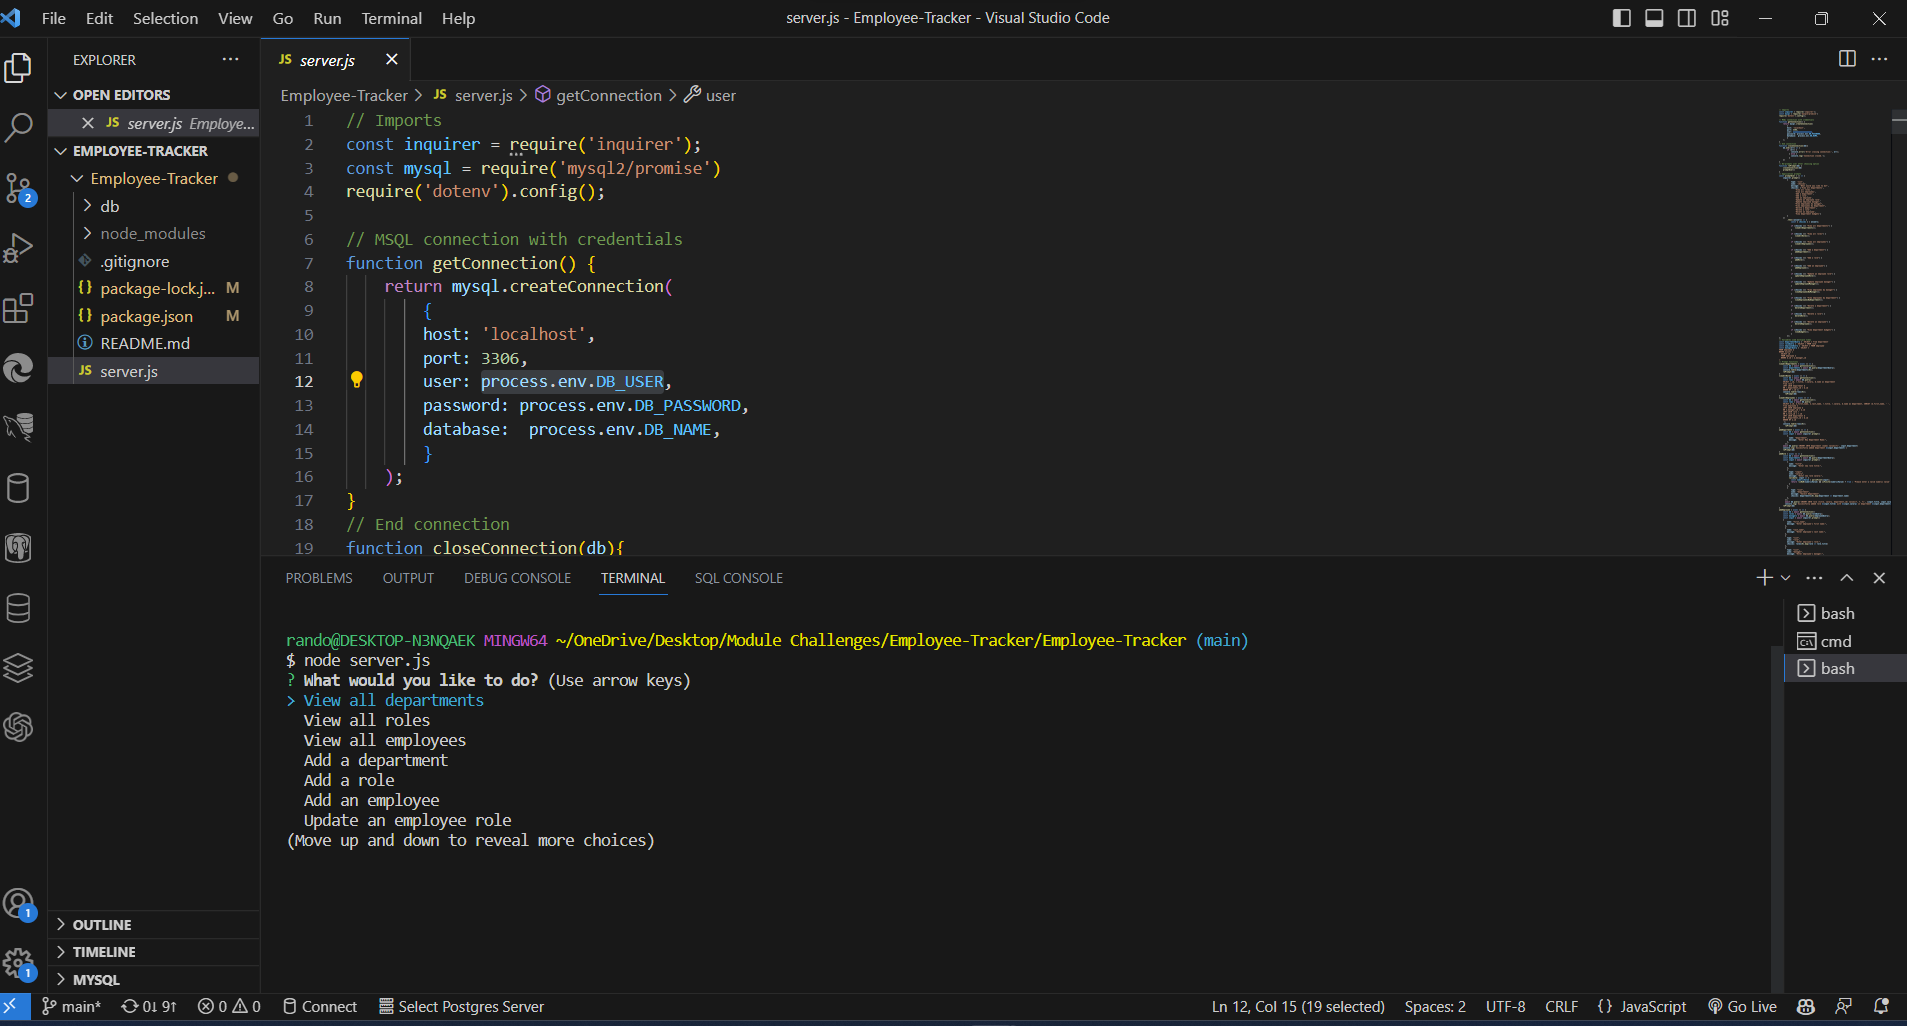 File Edit Selection View Go Run Terminal Help
server.js - Employee-Tracker - Visual Studio Code
EXPLORER
OPEN EDITORS
JS server.js Employe...
EMPLOYEE-TRACKER
Employee-Tracker
db
node_modules
.gitignore
{} package-lock.j... M
{} package.json M
README.md
JS server.js
OUTLINE
TIMELINE
MYSQL
2
1
1
JS server.js
Employee-Tracker > JS server.js > getConnection > user
1 // Imports
2 const inquirer = require('inquirer');
3 const mysql = require('mysql2/promise')
4 require('dotenv').config();
5
6 // MSQL connection with credentials
7 function getConnection() {
8 return mysql.createConnection(
9 {
10 host: 'localhost',
11 port: 3306,
12 user: process.env.DB_USER,
13 password: process.env.DB_PASSWORD,
14 database:  process.env.DB_NAME,
15 }
16 );
17 }
18 // End connection
19 function closeConnection(db){
PROBLEMS OUTPUT DEBUG CONSOLE TERMINAL SQL CONSOLE
rando@DESKTOP-N3NQAEK MINGW64 ~/OneDrive/Desktop/Module Challenges/Employee-Tracker/Employee-Tracker (main)
$ node server.js
? What would you like to do? (Use arrow keys)
> View all departments
View all roles
View all employees
Add a department
Add a role
Add an employee
Update an employee role
(Move up and down to reveal more choices)
bash
cmd
bash
main* 0↓ 9↑ 0 0 Connect Select Postgres Server
Ln 12, Col 15 (19 selected) Spaces: 2 UTF-8 CRLF {} JavaScript Go Live